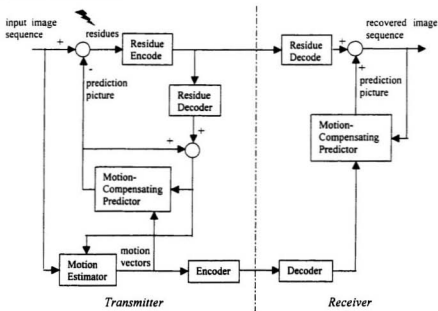 input image
sequence
residues
recovered image
sequence
+
Residue
Encode
Residue
Decode
+
+
-
prediction
picture
prediction
picture
Residue
Decoder
+
+
Motion-
Compensating
Predictor
Motion-
Compensating
Predictor
motion
vectors
Motion
Estimator
Encoder
Decoder
Transmitter
Receiver